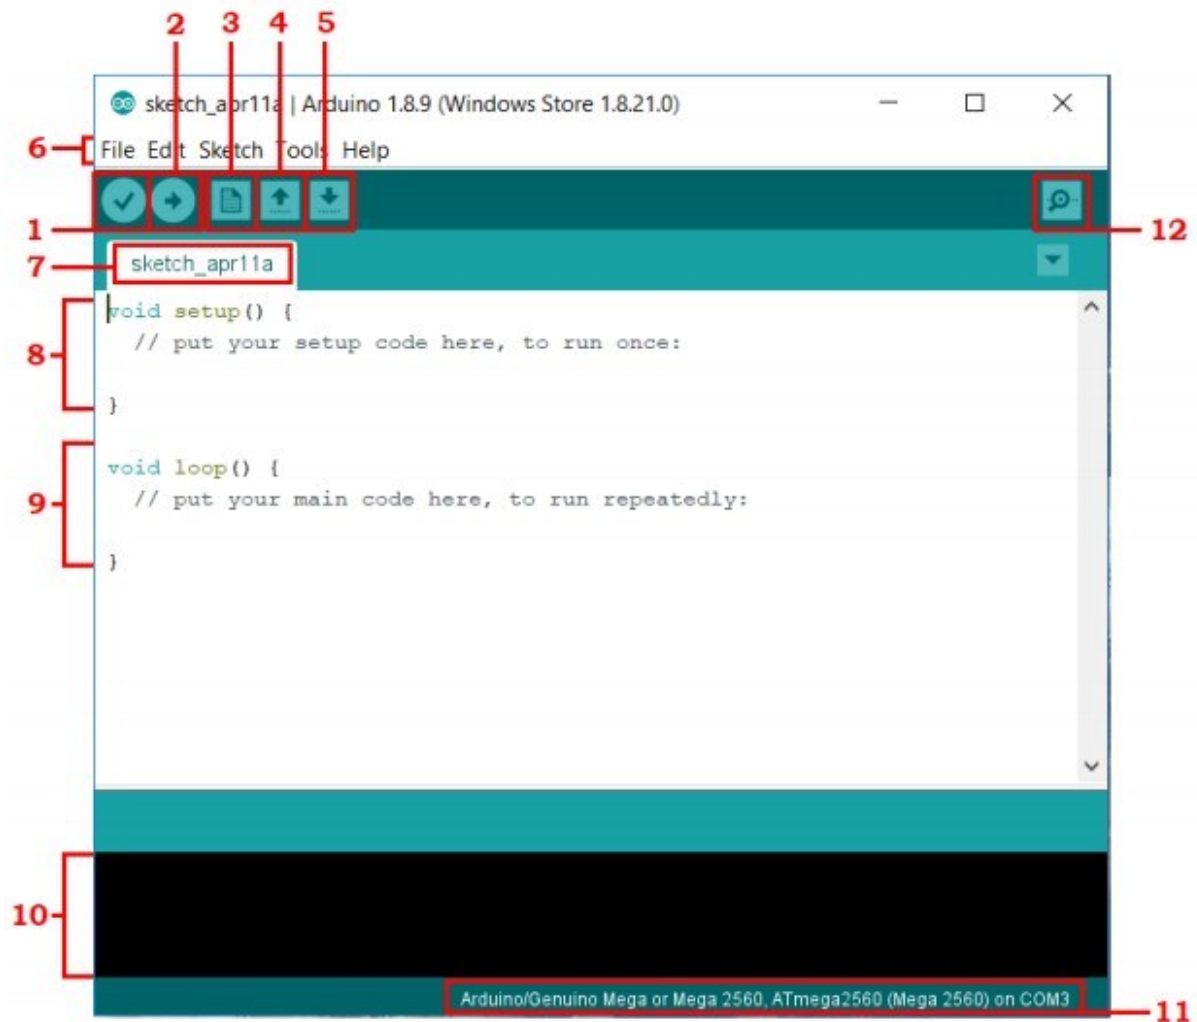 2 3 4 5
sketch_apr11a | Arduino 1.8.9 (Windows Store 1.8.21.0)
6
File Edit Sketch Tools Help
1
12
7
sketch_apr11a
void setup() {
8
// put your setup code here, to run once:
}
void loop() {
9
// put your main code here, to run repeatedly:
}
10
Arduino/Genuino Mega or Mega 2560, ATmega2560 (Mega 2560) on COM3
11